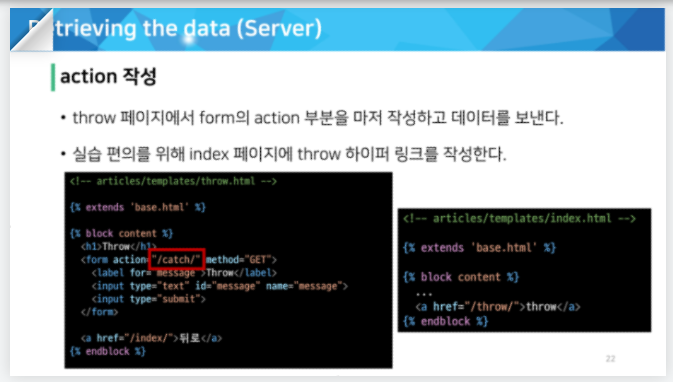 Retrieving the data (Server)
action 작성
• throw 페이지에서 form의 action 부분을 마저 작성하고 데이터를 보낸다.
• 실습 편의를 위해 index 페이지에 throw 하이퍼 링크를 작성한다.
<!-- articles/templates/throw.html -->
{% extends 'base.html' %}
{% block content %}
<h1>Throw</h1>
<form action="/catch/" method="GET">
<label for="message">Throw</label>
<input type="text" id="message" name="message">
<input type="submit">
</form>
<a href="/index/">뒤로</a>
{% endblock %}
<!-- articles/templates/index.html -->
{% extends 'base.html' %}
{% block content %}
...
<a href="/throw/">throw</a>
{% endblock %}
22